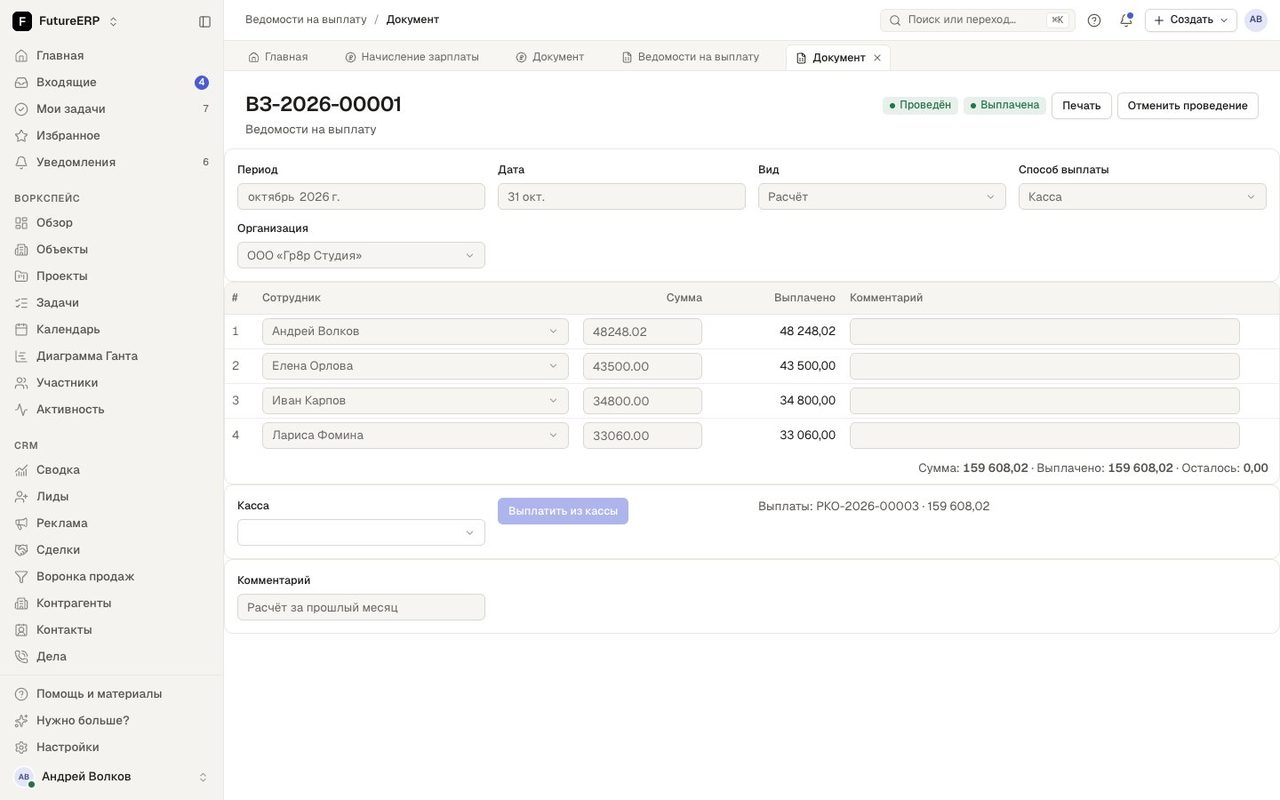 F FutureERP
Главная
Входящие 4
Мои задачи 7
Избранное
Уведомления 6
ВОРКСПЕЙС
Обзор
Объекты
Проекты
Задачи
Календарь
Диаграмма Ганта
Участники
Активность
CRM
Сводка
Лиды
Реклама
Сделки
Воронка продаж
Контрагенты
Контакты
Дела
Помощь и материалы
Нужно больше?
Настройки
АВ Андрей Волков
Ведомости на выплату / Документ
Поиск или переход... ⌘K
+ Создать
АВ
Главная Начисление зарплаты Документ Ведомости на выплату Документ ×
ВЗ-2026-00001
Ведомости на выплату
Проведён Выплачена Печать Отменить проведение
Период Дата Вид Способ выплаты
октябрь 2026 г. 31 окт. Расчёт Касса
Организация
ООО «Гр8р Студия»
# Сотрудник Сумма Выплачено Комментарий
1 Андрей Волков 48248.02 48 248,02
2 Елена Орлова 43500.00 43 500,00
3 Иван Карпов 34800.00 34 800,00
4 Лариса Фомина 33060.00 33 060,00
Сумма: 159 608,02 · Выплачено: 159 608,02 · Осталось: 0,00
Касса
Выплатить из кассы
Выплаты: РКО-2026-00003 · 159 608,02
Комментарий
Расчёт за прошлый месяц